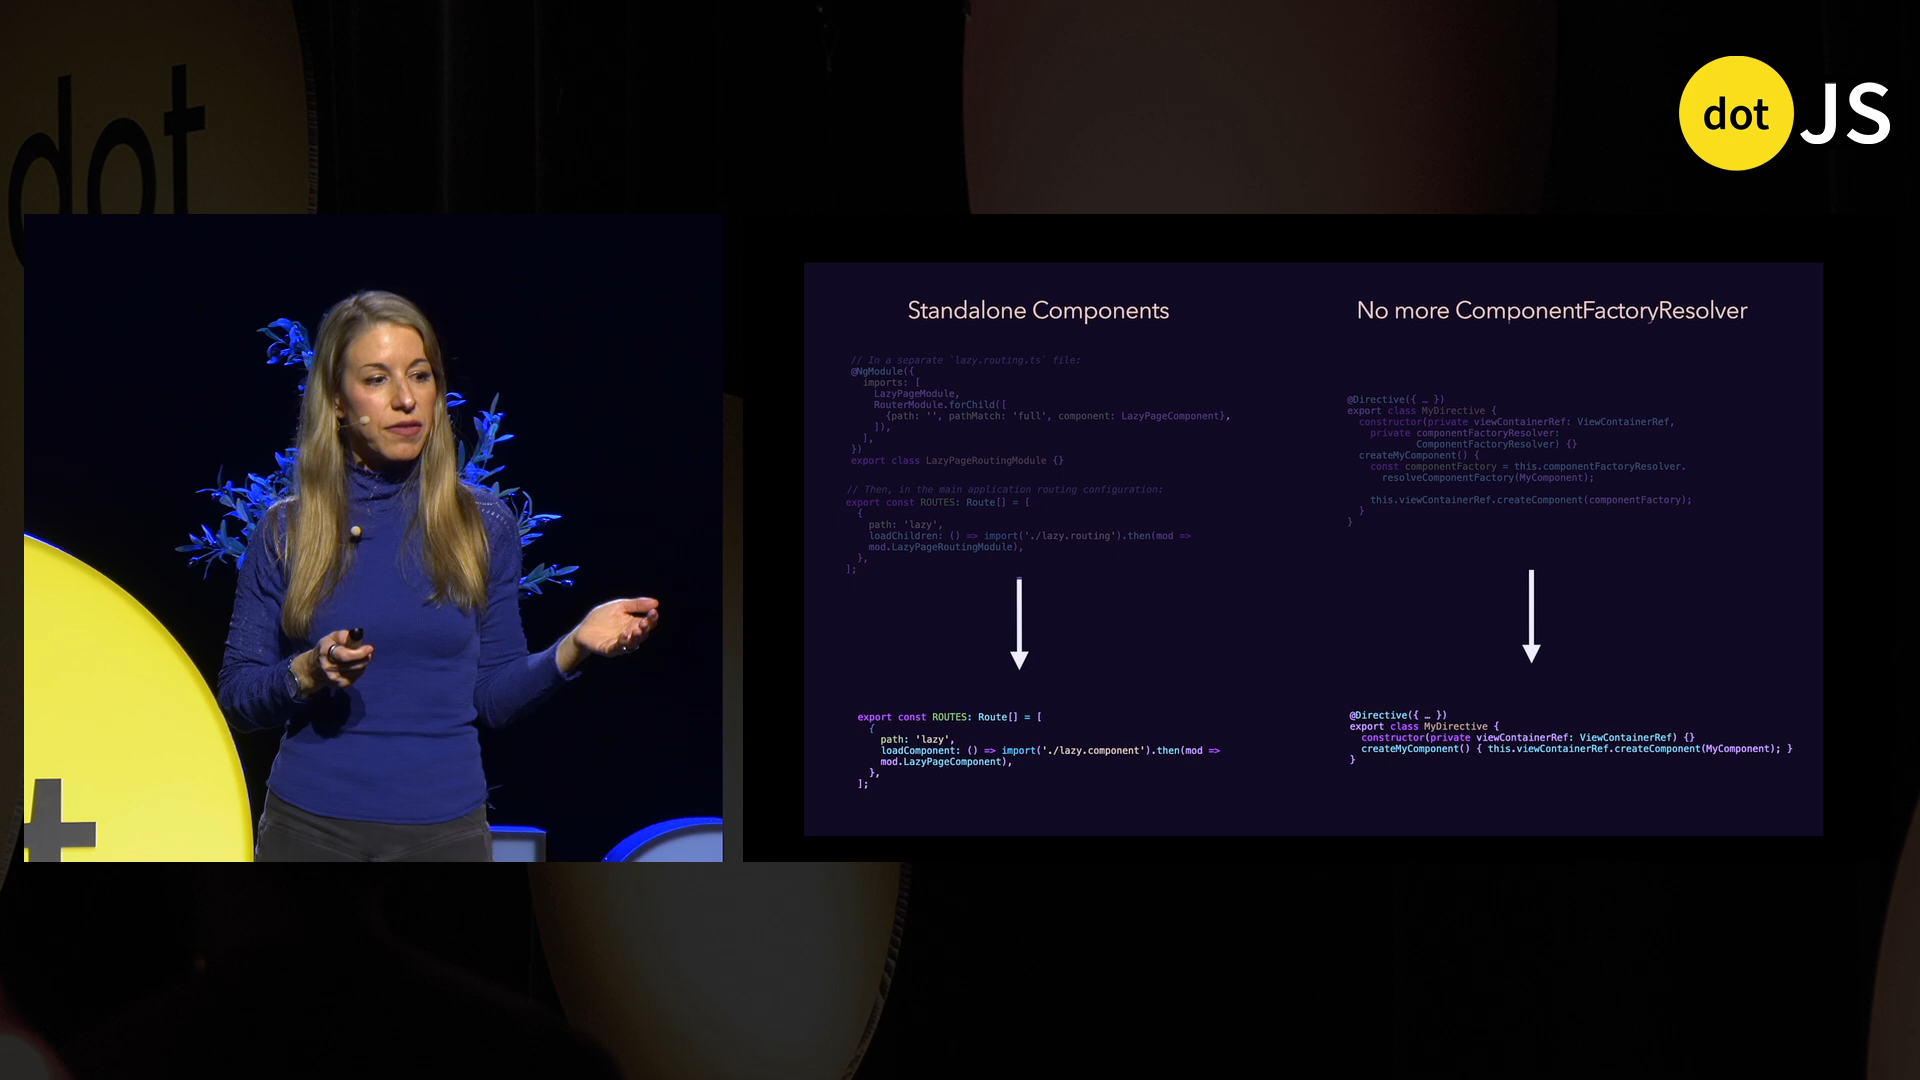 dot
dot JS
t
Standalone Components
// In a separate `lazy.routing.ts` file:
@NgModule({
imports: [
LazyPageModule,
RouterModule.forChild([
{path: '', pathMatch: 'full', component: LazyPageComponent},
]),
],
})
export class LazyPageRoutingModule {}
// Then, in the main application routing configuration:
export const ROUTES: Route[] = [
{
path: 'lazy',
loadChildren: () => import('./lazy.routing').then(mod =>
mod.LazyPageRoutingModule),
},
];
export const ROUTES: Route[] = [
{
path: 'lazy',
loadComponent: () => import('./lazy.component').then(mod =>
mod.LazyPageComponent),
},
];
No more ComponentFactoryResolver
@Directive({ … })
export class MyDirective {
constructor(private viewContainerRef: ViewContainerRef,
private componentFactoryResolver:
ComponentFactoryResolver) {}
createMyComponent() {
const componentFactory = this.componentFactoryResolver.
resolveComponentFactory(MyComponent);
this.viewContainerRef.createComponent(componentFactory);
}
}
@Directive({ … })
export class MyDirective {
constructor(private viewContainerRef: ViewContainerRef) {}
createMyComponent() { this.viewContainerRef.createComponent(MyComponent); }
}